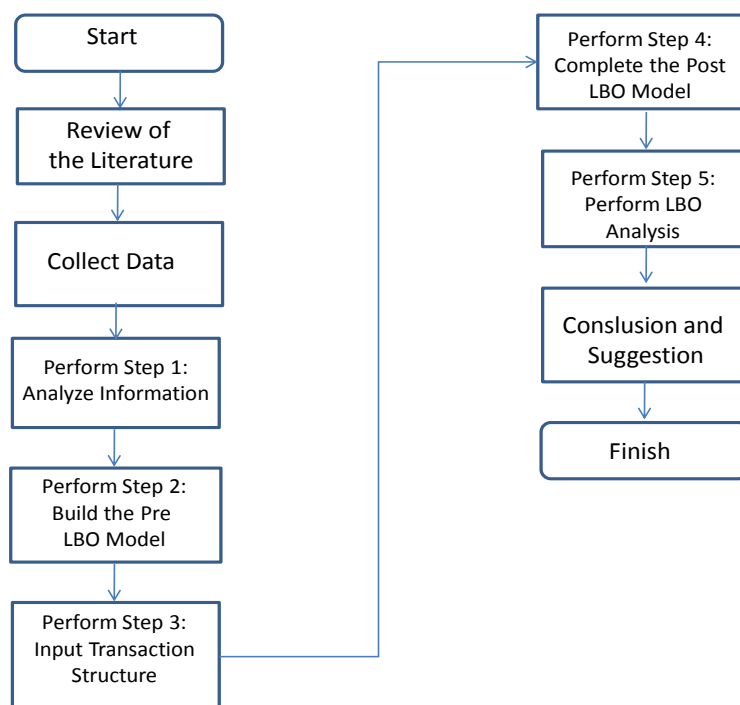 Start
Review of
the Literature
Collect Data
Perform Step 1:
Analyze Information
Perform Step 2:
Build the Pre
LBO Model
Perform Step 3:
Input Transaction
Structure
Perform Step 4:
Complete the Post
LBO Model
Perform Step 5:
Perform LBO
Analysis
Conslusion and
Suggestion
Finish